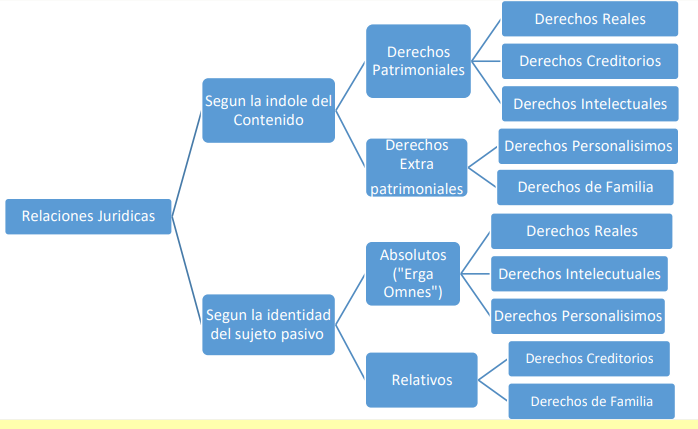 Relaciones Juridicas
Segun la indole del
Contenido
Derechos
Patrimoniales
Derechos Reales
Derechos Creditorios
Derechos Intelectuales
Derechos
Extra
patrimoniales
Derechos Personalisimos
Derechos de Familia
Segun la identidad
del sujeto pasivo
Absolutos
("Erga
Omnes")
Derechos Reales
Derechos Intelecutuales
Derechos Personalisimos
Relativos
Derechos Creditorios
Derechos de Familia